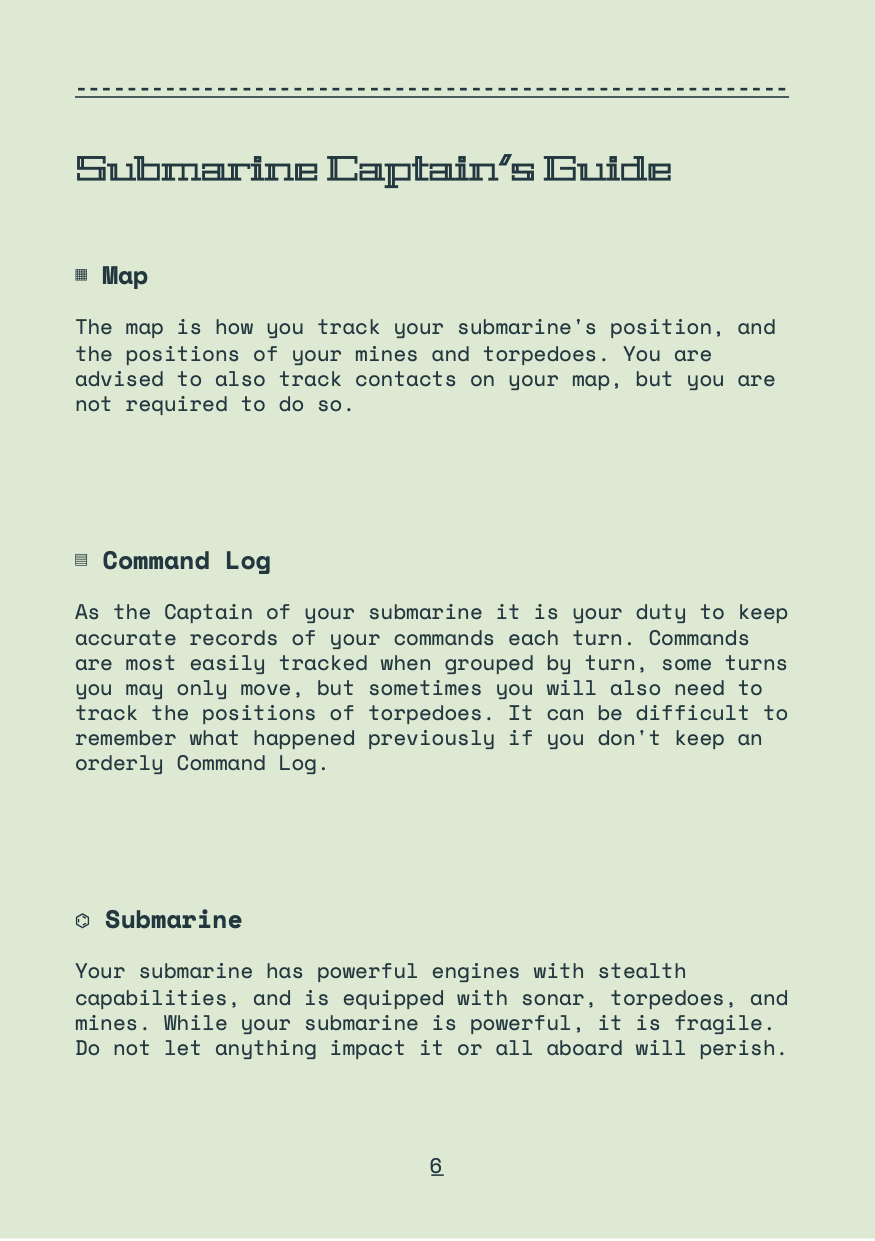 --------------------------------------------------------
Submarine Captain’s Guide
▦ Map
The map is how you track your submarine's position, and
the positions of your mines and torpedoes. You are
advised to also track contacts on your map, but you are
not required to do so.
▤ Command Log
As the Captain of your submarine it is your duty to keep
accurate records of your commands each turn. Commands
are most easily tracked when grouped by turn, some turns
you may only move, but sometimes you will also need to
track the positions of torpedoes. It can be difficult to
remember what happened previously if you don't keep an
orderly Command Log.
⌬ Submarine
Your submarine has powerful engines with stealth
capabilities, and is equipped with sonar, torpedoes, and
mines. While your submarine is powerful, it is fragile.
Do not let anything impact it or all aboard will perish.
6